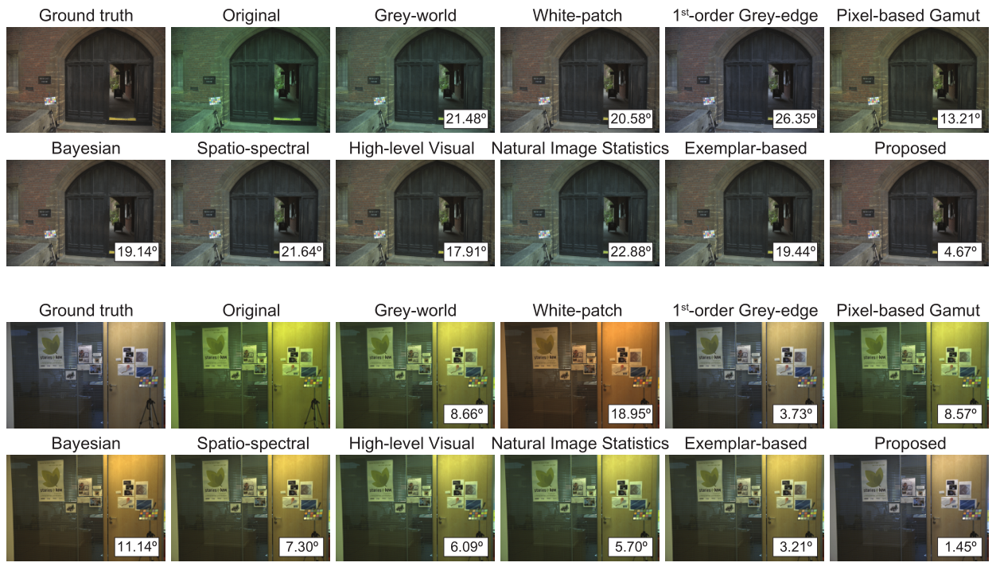 Ground truth Original Grey-world White-patch 1st-order Grey-edge Pixel-based Gamut
21.48º 20.58º 26.35º 13.21º
Bayesian Spatio-spectral High-level Visual Natural Image Statistics Exemplar-based Proposed
19.14º 21.64º 17.91º 22.88º 19.44º 4.67º
Ground truth Original Grey-world White-patch 1st-order Grey-edge Pixel-based Gamut
8.66º 18.95º 3.73º 8.57º
Bayesian Spatio-spectral High-level Visual Natural Image Statistics Exemplar-based Proposed
11.14º 7.30º 6.09º 5.70º 3.21º 1.45º